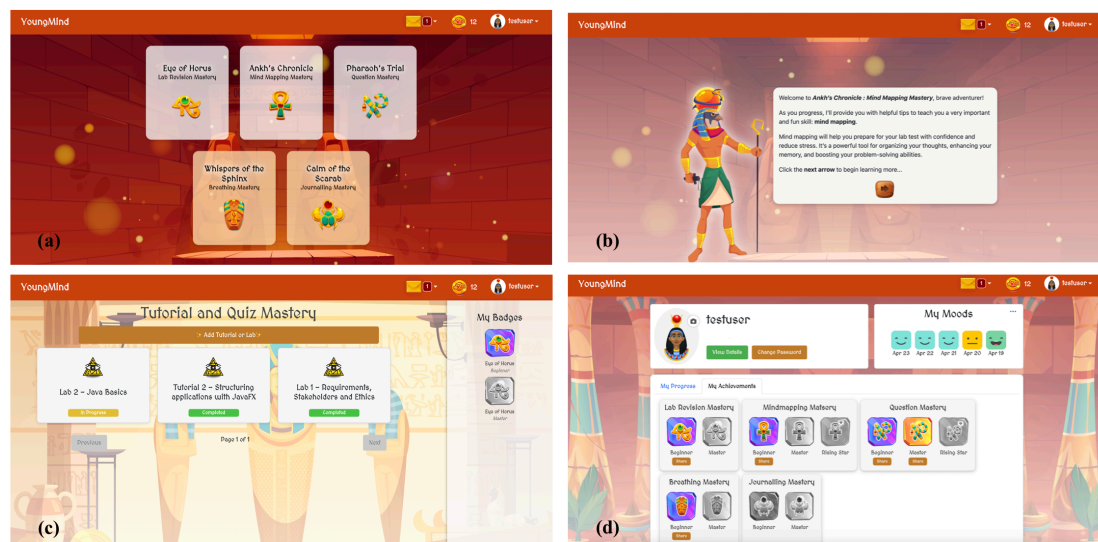 YoungMind
1
12
testuser
Eye of Horus
Lab Revision Mastery
Ankh's Chronicle
Mind Mapping Mastery
Pharaoh's Trial
Question Mastery
Whispers of the
Sphinx
Breathing Mastery
Calm of the
Scarab
Journalling Mastery
(a)
YoungMind
1
12
testuser
Welcome to Ankh's Chronicle : Mind Mapping Mastery, brave adventurer!
As you progress, I'll provide you with helpful tips to teach you a very important
and fun skill: mind mapping.
Mind mapping will help you prepare for your lab test with confidence and
reduce stress. It's a powerful tool for organizing your thoughts, enhancing your
memory, and boosting your problem-solving abilities.
Click the next arrow to begin learning more...
(b)
YoungMind
1
12
testuser
Tutorial and Quiz Mastery
Add Tutorial or Lab
Lab 2 – Java Basics
In Progress
Tutorial 2 – Structuring
applications with JavaFX
Completed
Lab 1 – Requirements,
Stakeholders and Ethics
Completed
Previous
Page 1 of 1
Next
My Badges
Eye of Horus
Beginner
Eye of Horus
Master
(c)
YoungMind
1
12
testuser
testuser
View Details
Change Password
My Moods
Apr 23
Apr 22
Apr 21
Apr 20
Apr 19
My Progress
My Achievements
Lab Revision Mastery
Beginner
Share
Master
Mindmapping Matsery
Beginner
Share
Master
Rising Star
Question Mastery
Beginner
Share
Master
Share
Rising Star
Breathing Mastery
Beginner
Share
Master
Journalling Mastery
Beginner
Master
(d)